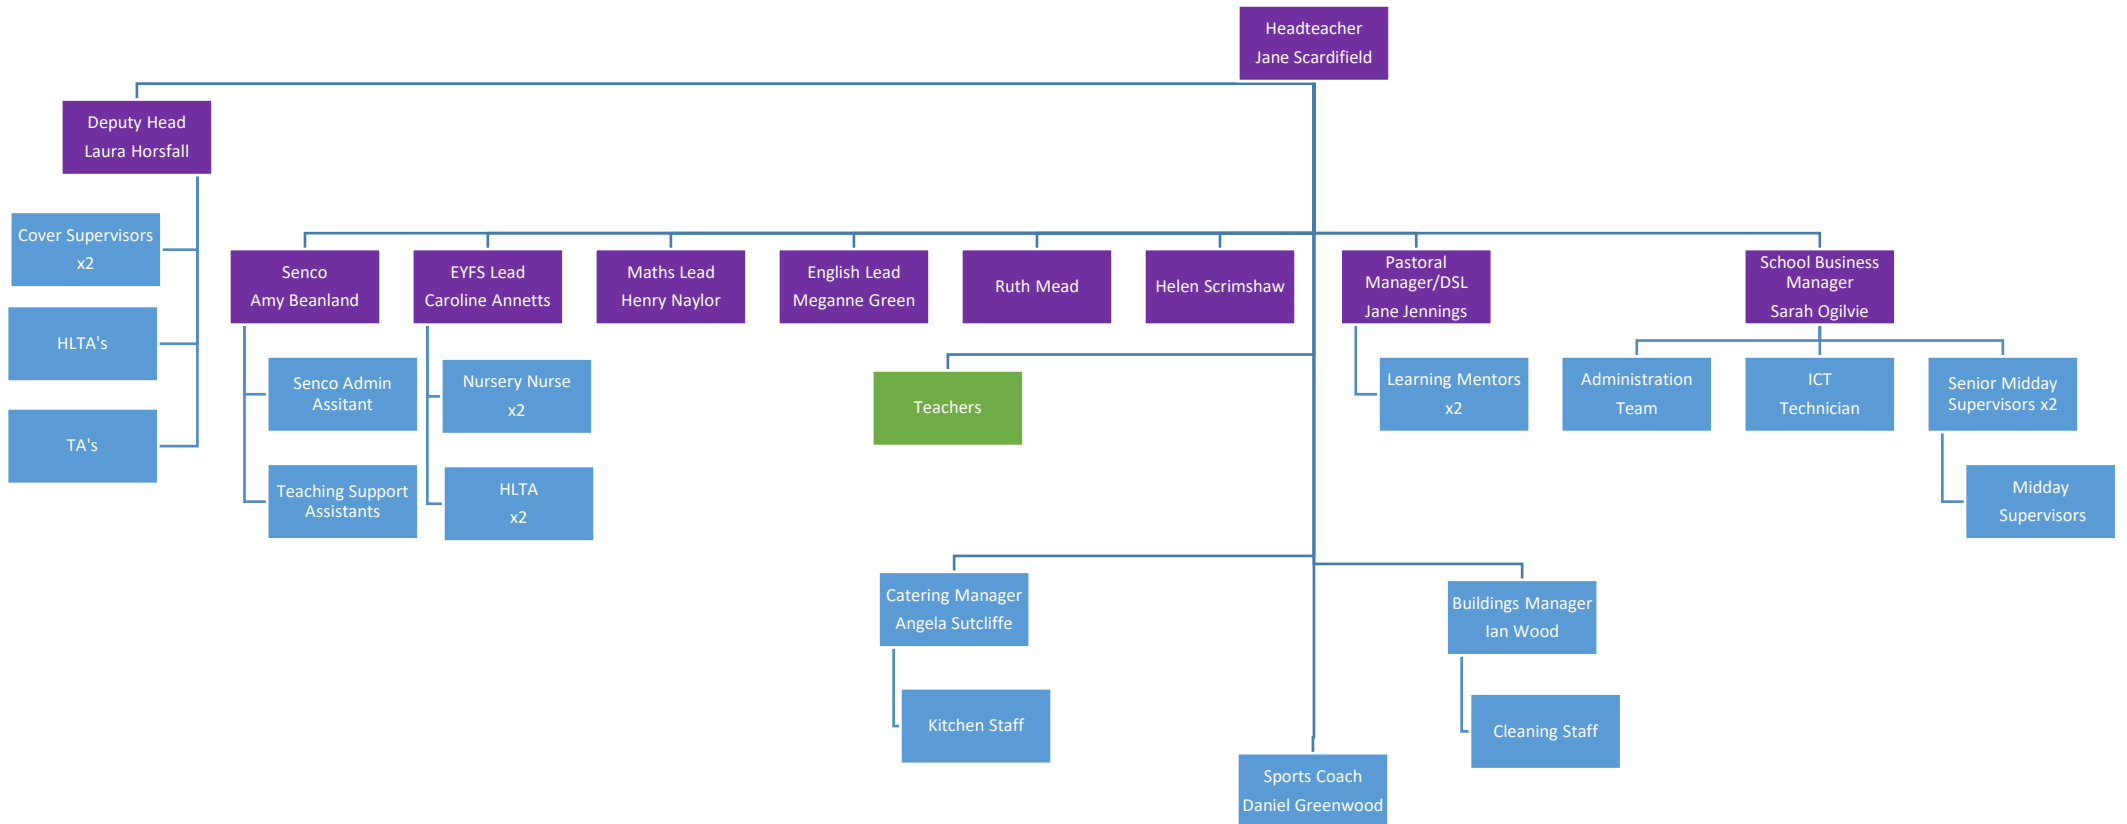 Headteacher
Jane Scardifield
Deputy Head
Laura Horsfall
Cover Supervisors
x2
HLTA's
TA's
Senco
Amy Beanland
EYFS Lead
Caroline Annetts
Maths Lead
Henry Naylor
English Lead
Meganne Green
Ruth Mead
Helen Scrimshaw
Pastoral
Manager/DSL
Jane Jennings
School Business
Manager
Sarah Ogilvie
Senco Admin
Assitant
Teaching Support
Assistants
Nursery Nurse
x2
HLTA
x2
Teachers
Learning Mentors
x2
Administration
Team
ICT
Technician
Senior Midday
Supervisors x2
Midday
Supervisors
Catering Manager
Angela Sutcliffe
Kitchen Staff
Buildings Manager
Ian Wood
Cleaning Staff
Sports Coach
Daniel Greenwood